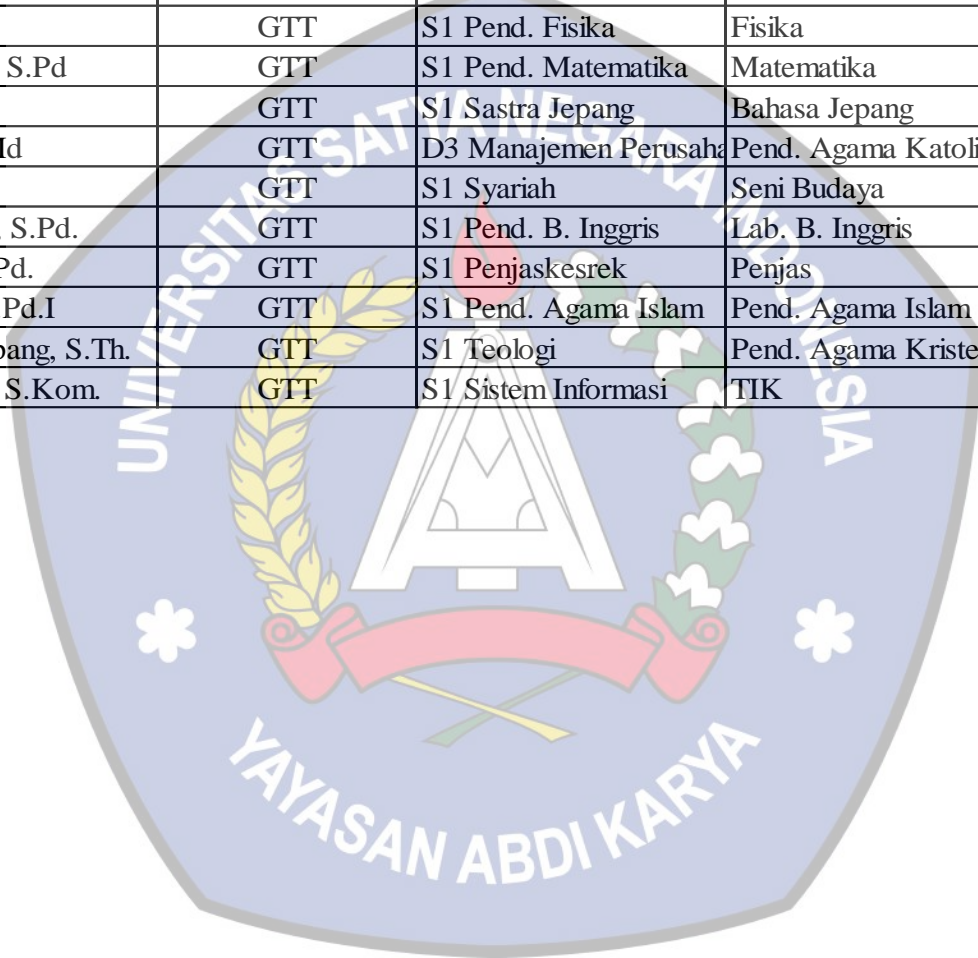 GTT S1 Pend. Fisika Fisika
S.Pd GTT S1 Pend. Matematika Matematika
GTT S1 Sastra Jepang Bahasa Jepang
GTT D3 Manajemen Perusaha Pend. Agama Katoli
GTT S1 Syariah Seni Budaya
, S.Pd. GTT S1 Pend. B. Inggris Lab. B. Inggris
Pd. GTT S1 Penjaskesrek Penjas
Pd.I GTT S1 Pend. Agama Islam Pend. Agama Islam
bang, S.Th. GTT S1 Teologi Pend. Agama Kriste
S.Kom. GTT S1 Sistem Informasi TIK
UNIVERSITAS SATYA NEGARA INDONESIA
YAYASAN ABDI KARYA